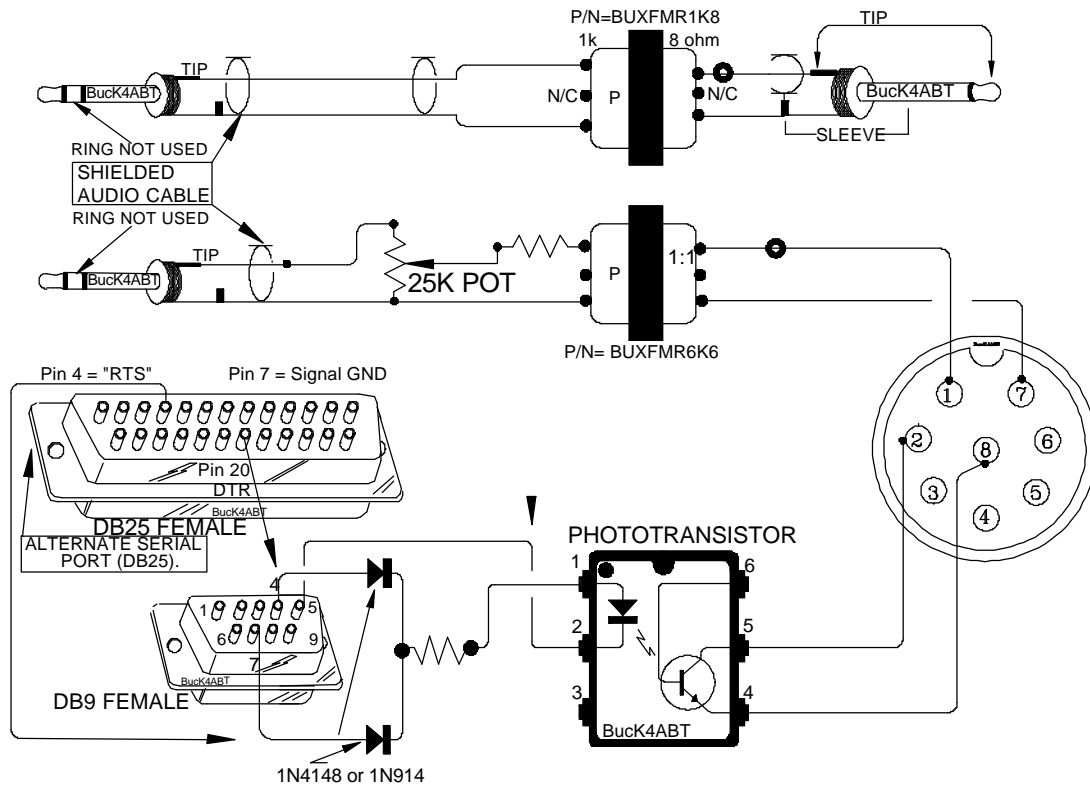 P/N=BUXFMR1K8
TIP
1k
8 ohm
TIP
BucK4ABT
N/C
P
N/C
BucK4ABT
RING NOT USED
SLEEVE
SHIELDED
AUDIO CABLE
RING NOT USED
TIP
BucK4ABT
25K POT
P
1:1
P/N= BUXFMR6K6
Pin 4 = "RTS"
Pin 7 = Signal GND
BucK4ABT
1
7
2
8
6
3
5
4
Pin 20
DTR
BucK4ABT
DB25 FEMALE
ALTERNATE SERIAL
PORT (DB25).
PHOTOTRANSISTOR
1
6
2
5
3
4
BucK4ABT
4
1
5
6
9
7
BucK4ABT
DB9 FEMALE
1N4148 or 1N914